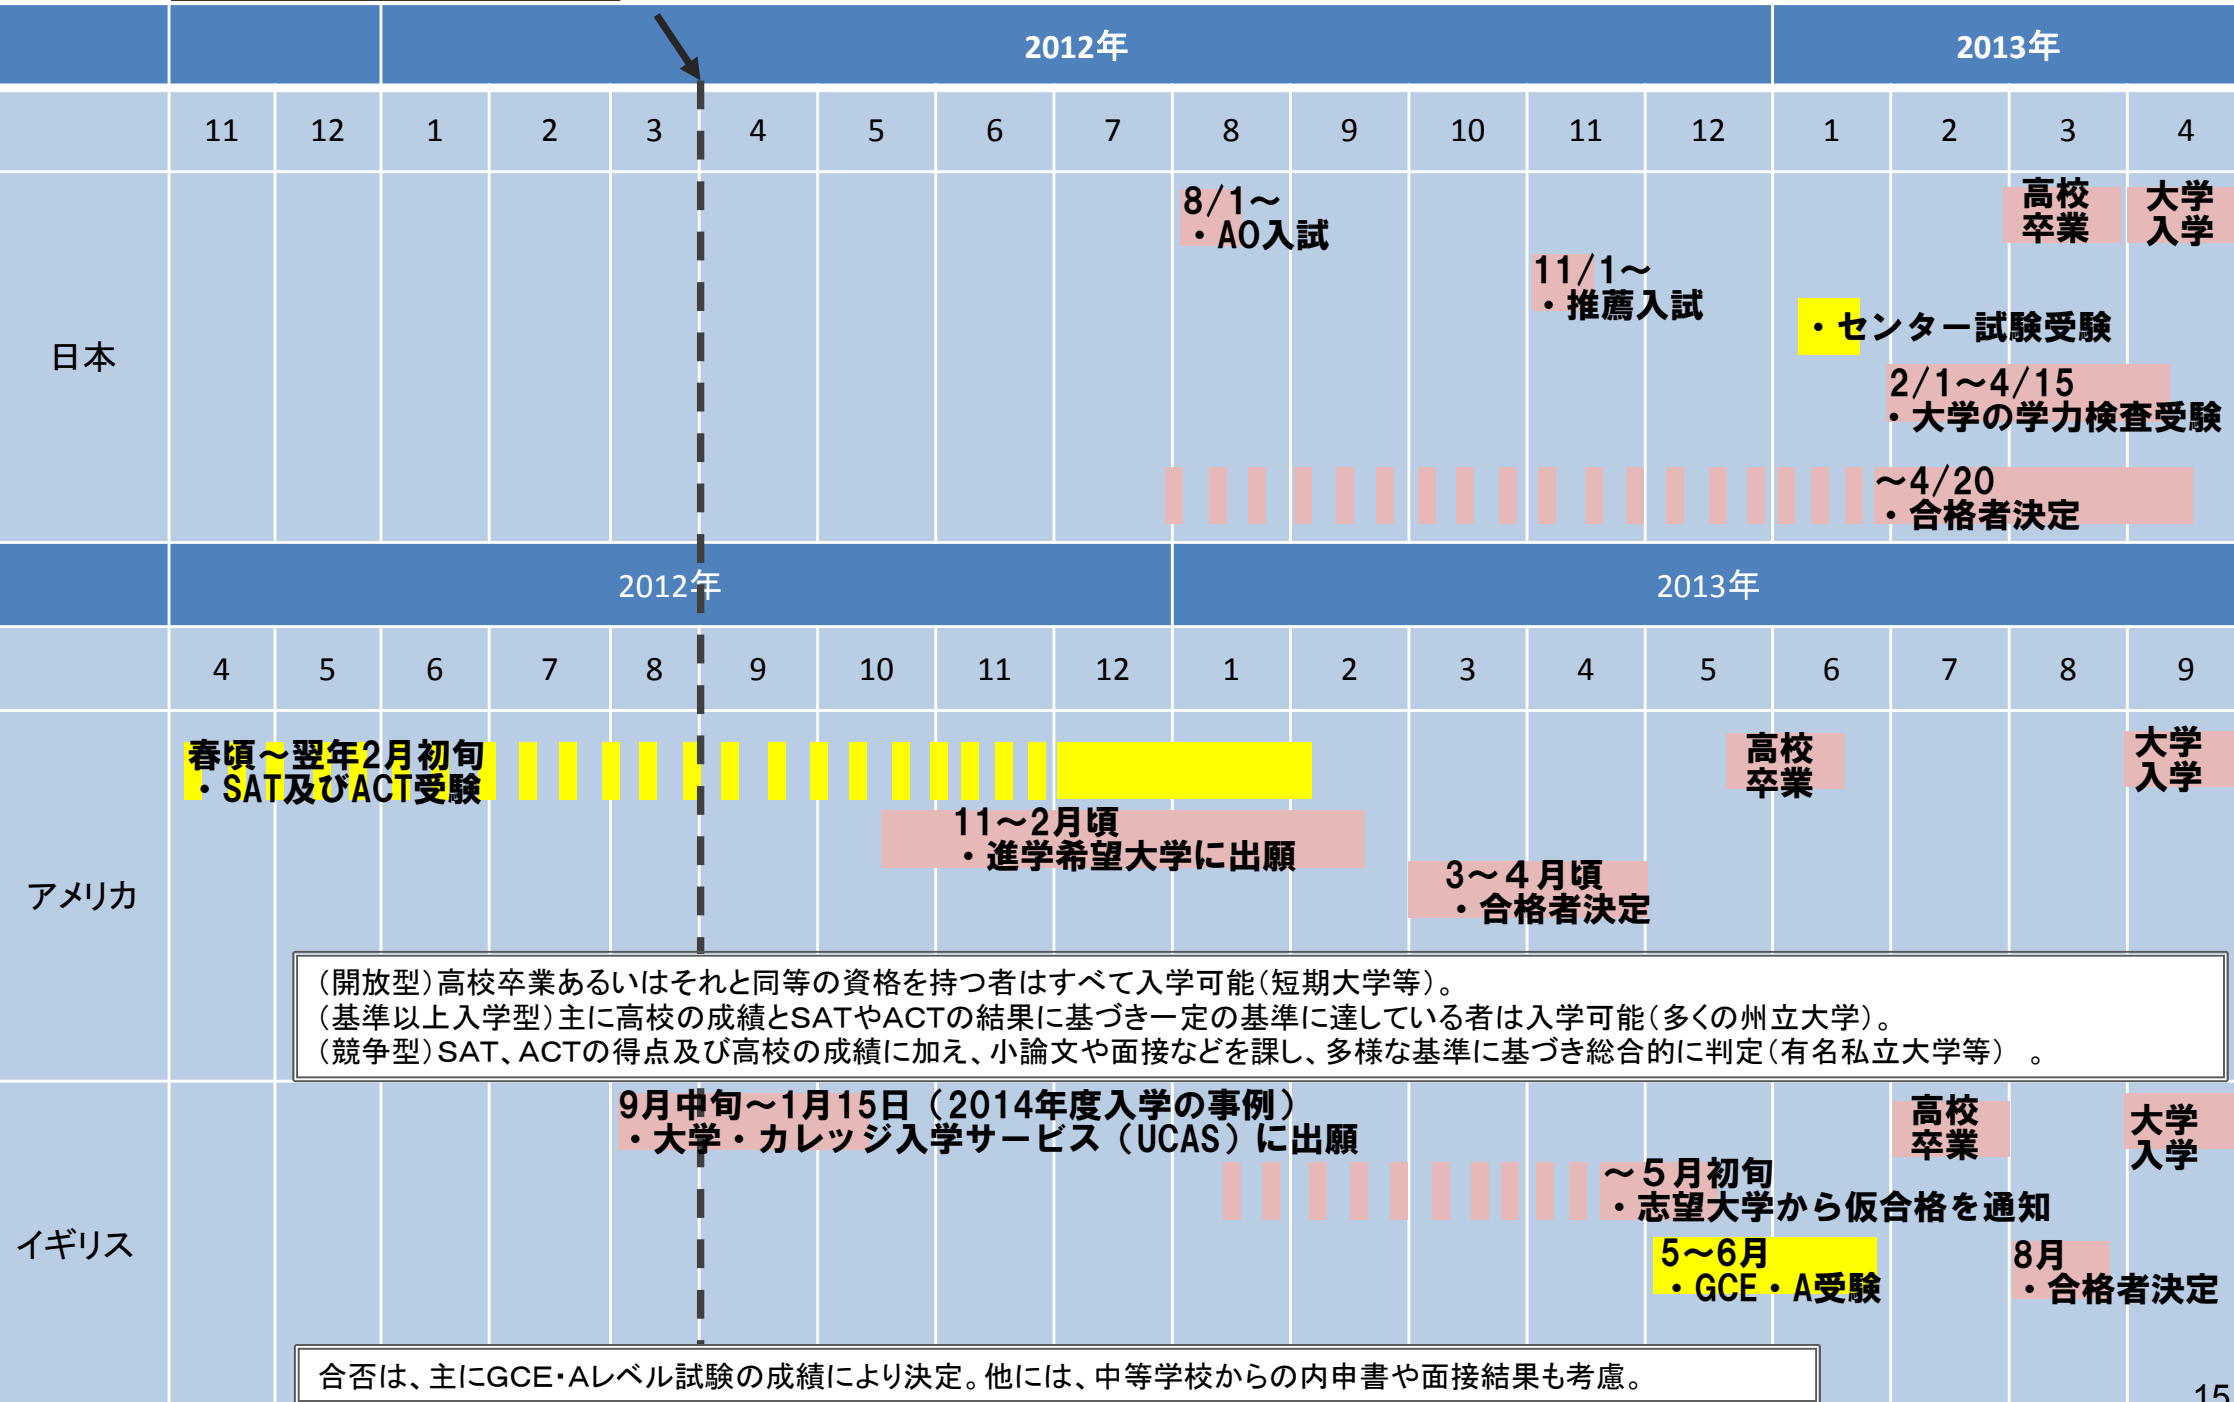 2012年 2013年
11 12 1 2 3 4 5 6 7 8 9 10 11 12 1 2 3 4
日本
8/1～
・AO入試
11/1～
・推薦入試
高校
卒業
大学
入学
・センター試験受験
2/1～4/15
・大学の学力検査受験
～4/20
・合格者決定
2012年 2013年
4 5 6 7 8 9 10 11 12 1 2 3 4 5 6 7 8 9
アメリカ
春頃～翌年2月初旬
・SAT及びACT受験
11～2月頃
・進学希望大学に出願
3～４月頃
・合格者決定
高校
卒業
大学
入学
（開放型）高校卒業あるいはそれと同等の資格を持つ者はすべて入学可能（短期大学等）。
（基準以上入学型）主に高校の成績とSATやACTの結果に基づき一定の基準に達している者は入学可能（多くの州立大学）。
（競争型）SAT、ACTの得点及び高校の成績に加え、小論文や面接などを課し、多様な基準に基づき総合的に判定（有名私立大学等） 。
イギリス
9月中旬～1月15日（2014年度入学の事例）
・大学・カレッジ入学サービス（UCAS）に出願
～５月初旬
・志望大学から仮合格を通知
5～6月
・GCE・A受験
高校
卒業
8月
・合格者決定
大学
入学
合否は、主にGCE・Aレベル試験の成績により決定。他には、中等学校からの内申書や面接結果も考慮。
15